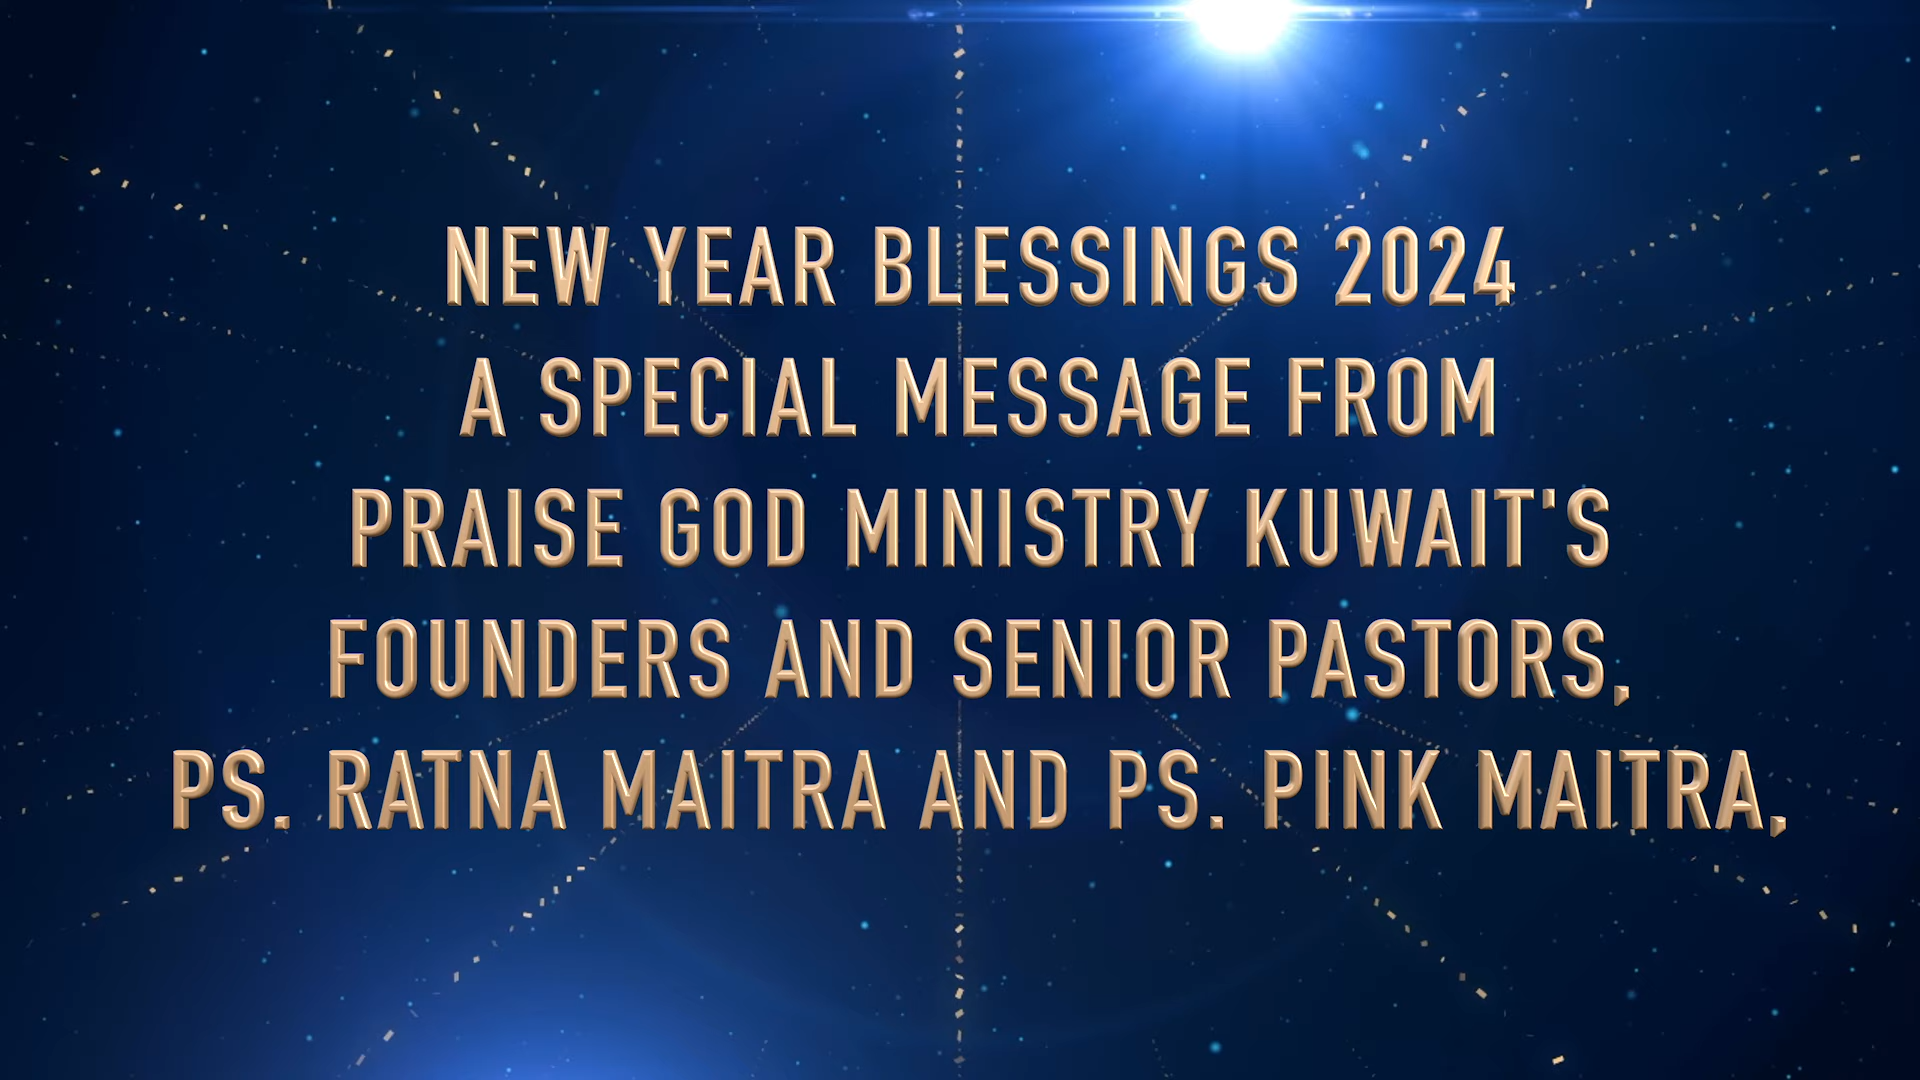 NEW YEAR BLESSINGS 2024
A SPECIAL MESSAGE FROM
PRAISE GOD MINISTRY KUWAIT'S
FOUNDERS AND SENIOR PASTORS,
PS. RATNA MAITRA AND PS. PINK MAITRA,